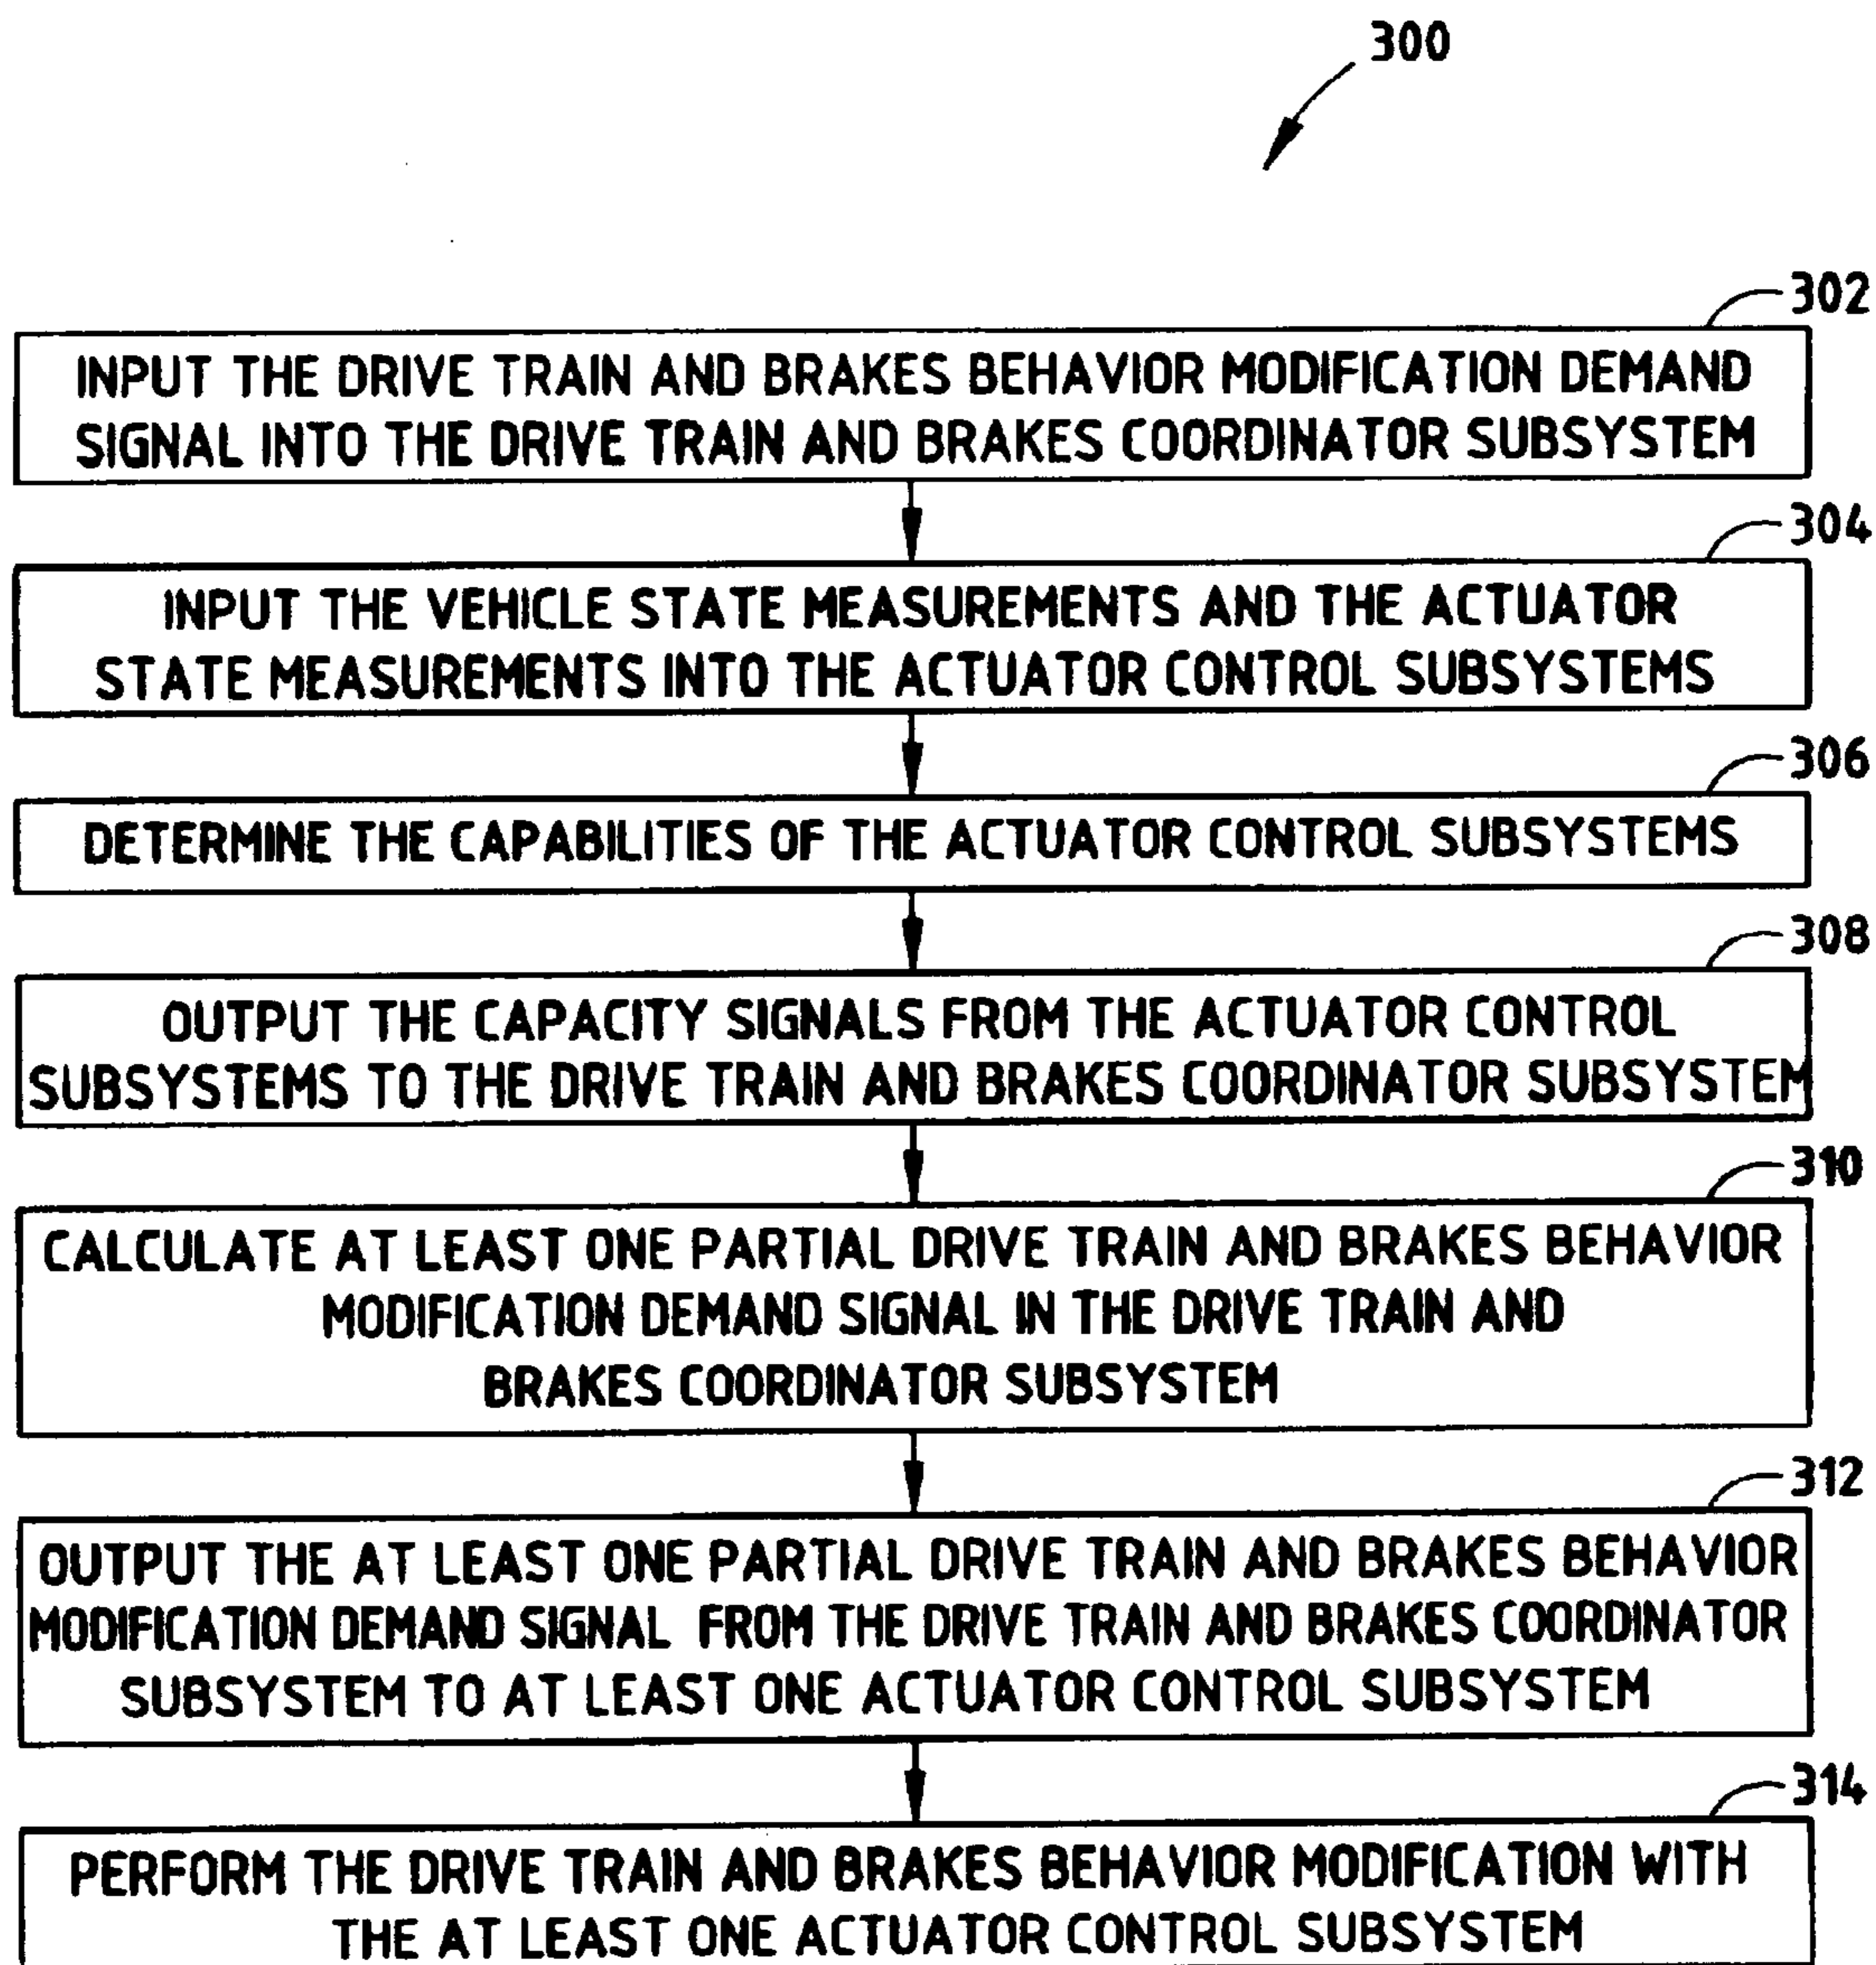 300
302
INPUT THE DRIVE TRAIN AND BRAKES BEHAVIOR MODIFICATION DEMAND
SIGNAL INTO THE DRIVE TRAIN AND BRAKES COORDINATOR SUBSYSTEM
304
INPUT THE VEHICLE STATE MEASUREMENTS AND THE ACTUATOR
STATE MEASUREMENTS INTO THE ACTUATOR CONTROL SUBSYSTEMS
306
DETERMINE THE CAPABILITIES OF THE ACTUATOR CONTROL SUBSYSTEMS
308
OUTPUT THE CAPACITY SIGNALS FROM THE ACTUATOR CONTROL
SUBSYSTEMS TO THE DRIVE TRAIN AND BRAKES COORDINATOR SUBSYSTEM
310
CALCULATE AT LEAST ONE PARTIAL DRIVE TRAIN AND BRAKES BEHAVIOR
MODIFICATION DEMAND SIGNAL IN THE DRIVE TRAIN AND
BRAKES COORDINATOR SUBSYSTEM
312
OUTPUT THE AT LEAST ONE PARTIAL DRIVE TRAIN AND BRAKES BEHAVIOR
MODIFICATION DEMAND SIGNAL FROM THE DRIVE TRAIN AND BRAKES COORDINATOR
SUBSYSTEM TO AT LEAST ONE ACTUATOR CONTROL SUBSYSTEM
314
PERFORM THE DRIVE TRAIN AND BRAKES BEHAVIOR MODIFICATION WITH
THE AT LEAST ONE ACTUATOR CONTROL SUBSYSTEM